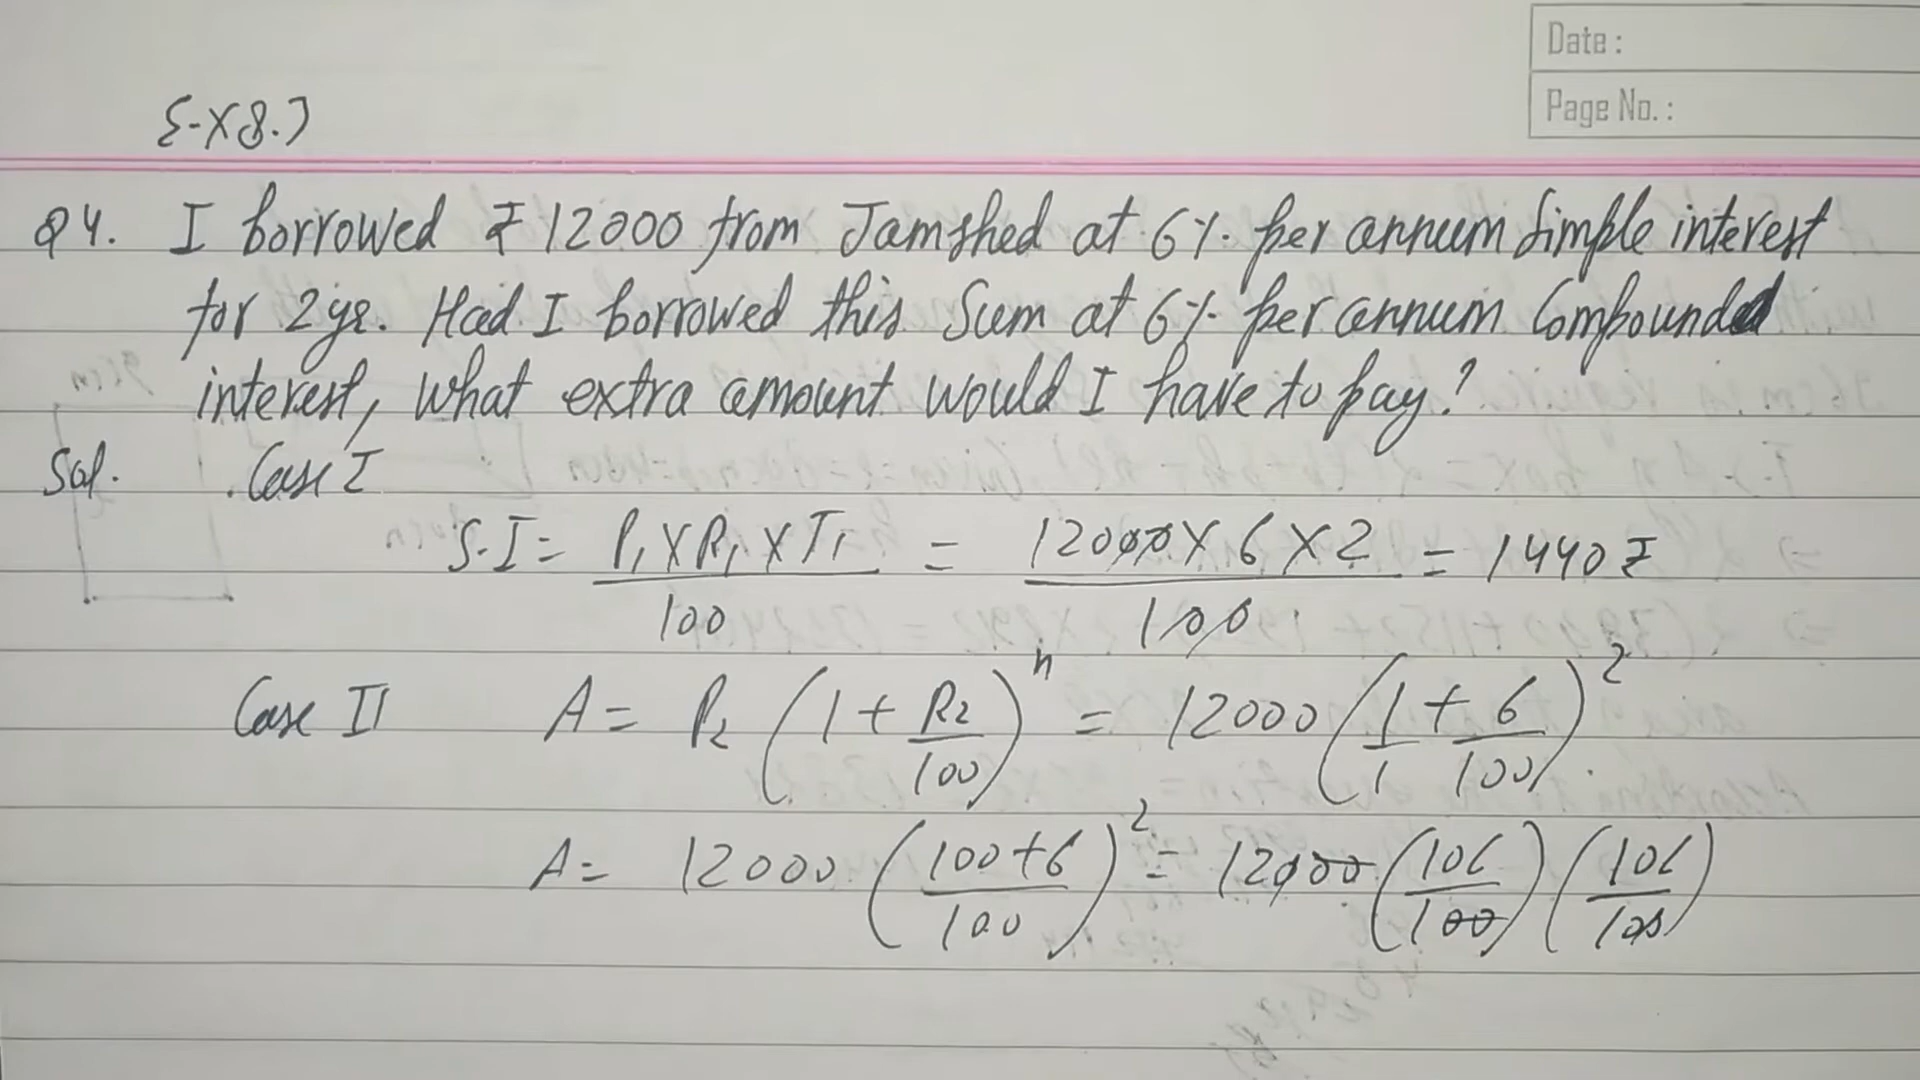 Date :
Page No. :
Ex 8.3
Q4. I borrowed ₹ 12000 from Jamshed at 6% per annum Simple interest
for 2 yr. Had I borrowed this Sum at 6% per annum Compounded
interest, What extra amount would I have to pay?
Sol. Case I
S.I = P₁ × R₁ × T₁ / 100 = 12000 × 6 × 2 / 100 = 1440 ₹
Case II A = P₂ (1 + R₂/100)ⁿ = 12000 (1/1 + 6/100)²
A = 12000 (100+6/100)² = 12000 (106/100) (106/100)